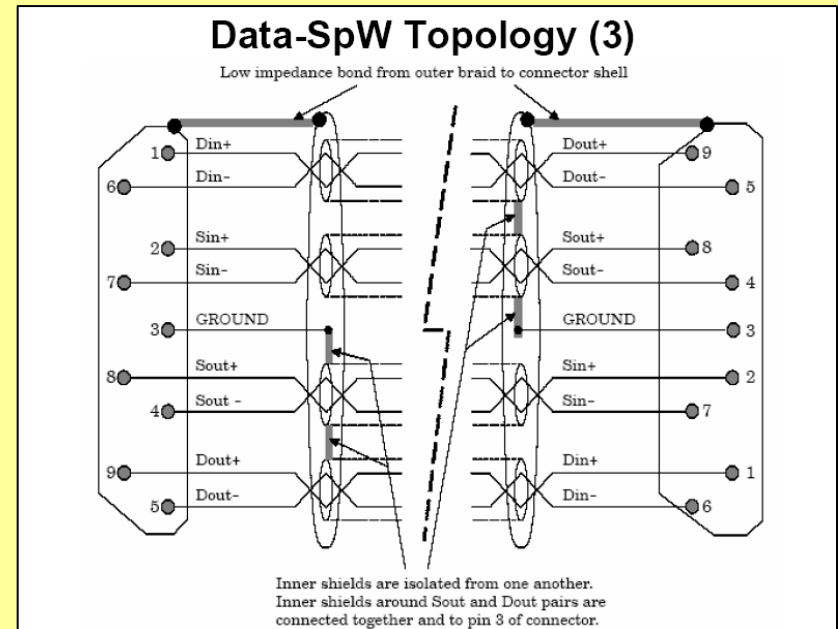 Data-SpW Topology (3)
Low impedance bond from outer braid to connector shell
1 Din+ Dout+ 9
6 Din- Dout- 5
2 Sin+ Sout+ 8
7 Sin- Sout- 4
3 GROUND GROUND 3
8 Sout+ Sin+ 2
4 Sout - Sin- 7
9 Dout+ Din+ 1
5 Dout- Din- 6
Inner shields are isolated from one another.
Inner shields around Sout and Dout pairs are
connected together and to pin 3 of connector.